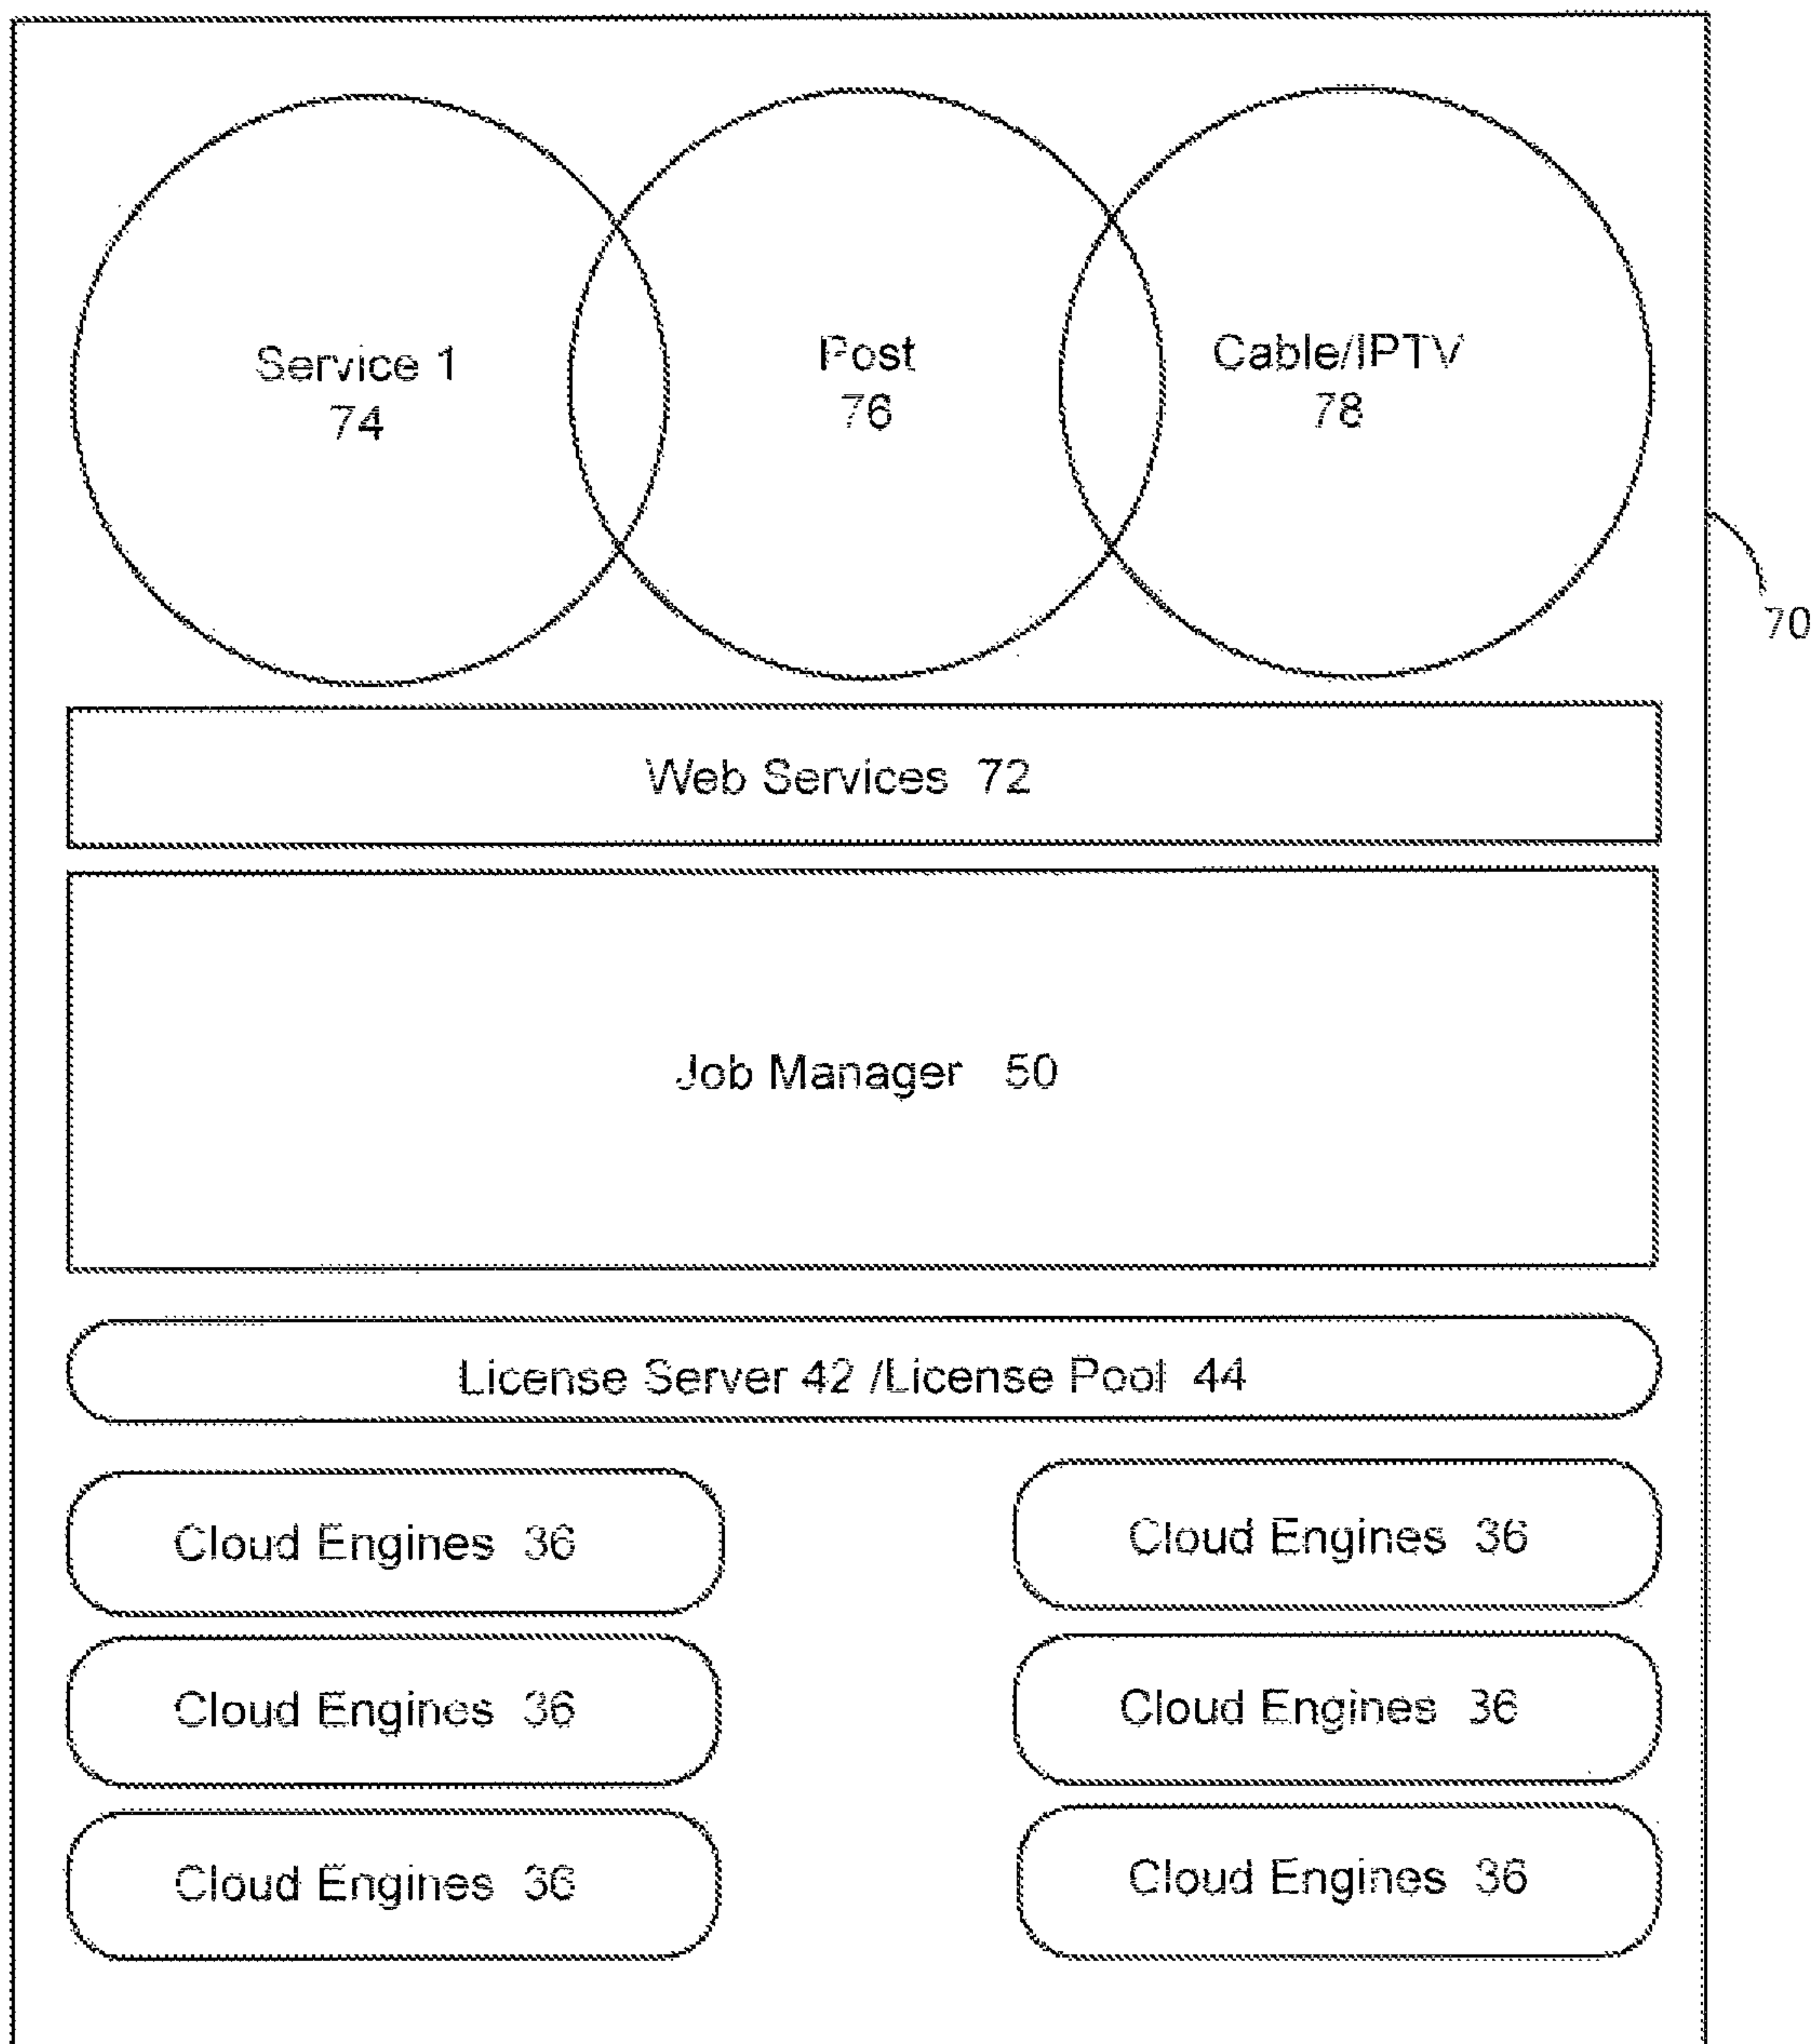 Service 1
74
Post
76
Cable/IPTV
78
70
Web Services 72
Job Manager 50
License Server 42 /License Pool 44
Cloud Engines 36
Cloud Engines 36
Cloud Engines 36
Cloud Engines 36
Cloud Engines 36
Cloud Engines 36